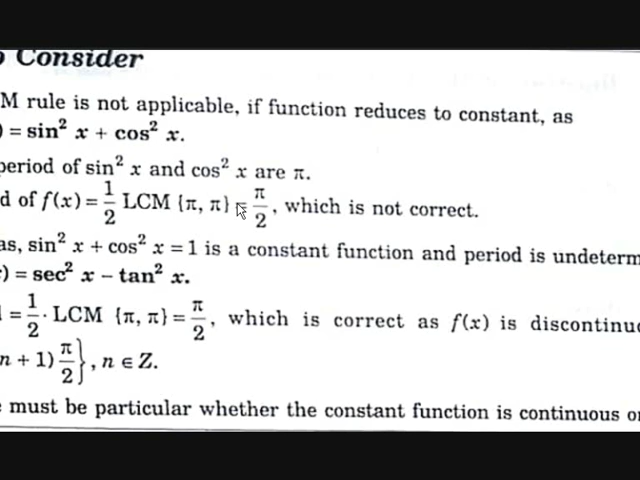 Consider
M rule is not applicable, if function reduces to constant, as
) = sin² x + cos² x.
period of sin² x and cos² x are π.
d of f(x) = 1/2 LCM {π, π} = π/2, which is not correct.
as, sin² x + cos² x = 1 is a constant function and period is undeterm
) = sec² x − tan² x.
= 1/2 · LCM {π, π} = π/2, which is correct as f(x) is discontinuo
n + 1) π/2}, n ∈ Z.
must be particular whether the constant function is continuous or